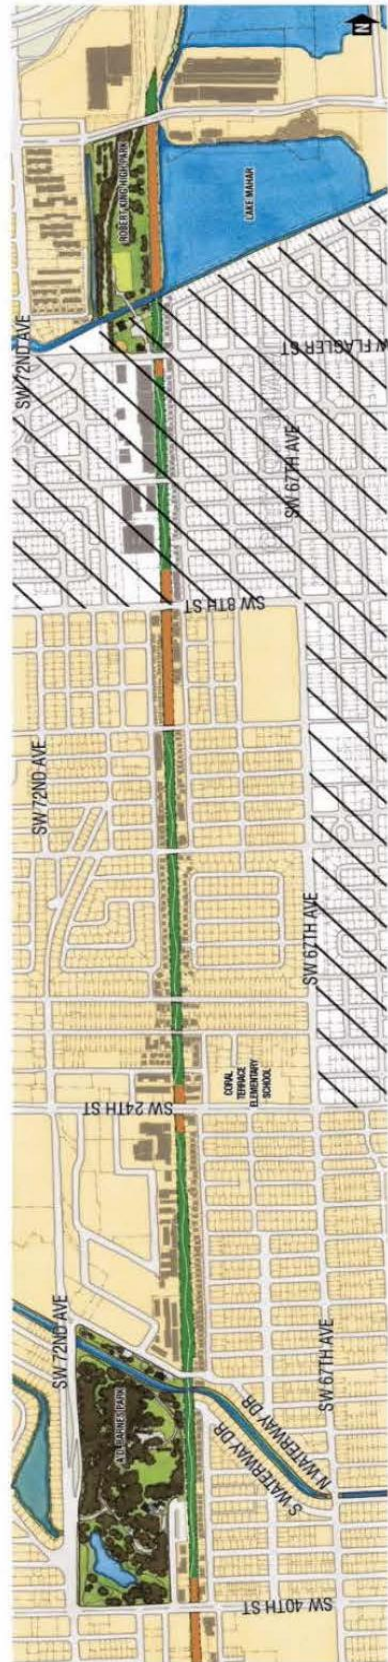 N
ROBERT KING HIGH PARK
LAKE MAHAR
SW 72ND AVE
W FLAGLER ST
SW 67TH AVE
SW 8TH ST
SW 72ND AVE
SW 67TH AVE
CORAL
TERRACE
ELEMENTARY
SCHOOL
SW 24TH ST
SW 72ND AVE
A.D. BARNES PARK
SW 67TH AVE
N WATERWAY DR
S WATERWAY DR
SW 40TH ST